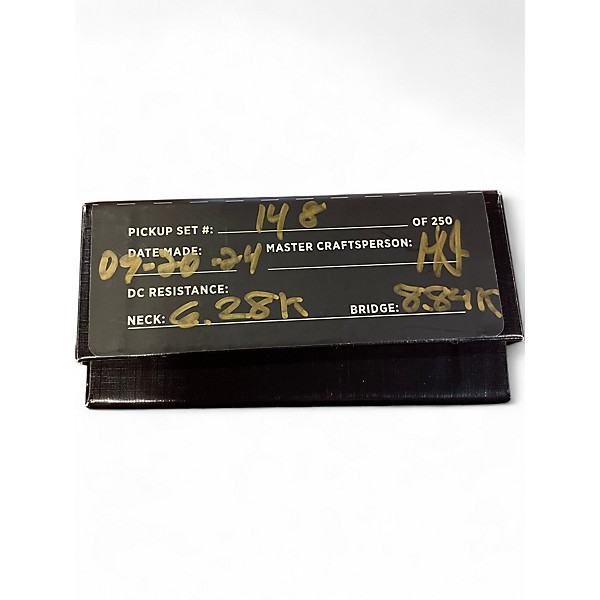 PICKUP SET #: 148 OF 250
DATE MADE: 09-20-24 MASTER CRAFTSPERSON:
DC RESISTANCE:
NECK: 6.28K BRIDGE: 8.84K